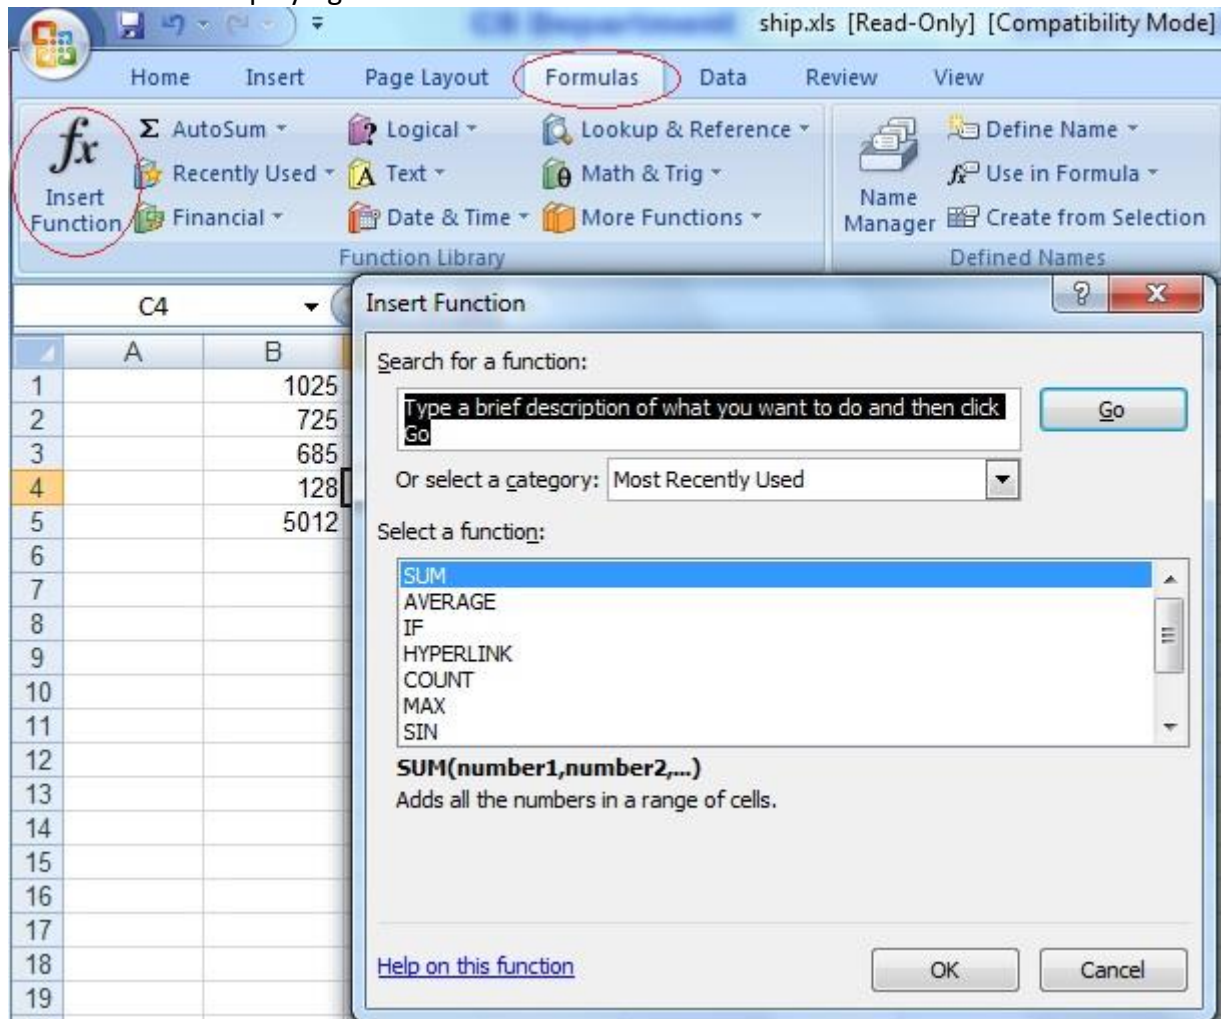 ship.xls [Read-Only] [Compatibility Mode]
Home Insert Page Layout Formulas Data Review View
fx Σ AutoSum Logical Lookup & Reference Define Name
Recently Used Text Math & Trig Use in Formula
Insert Function Financial Date & Time More Functions Name Manager Create from Selection
Function Library Defined Names
C4
Insert Function
A B
Search for a function:
1 1025
Type a brief description of what you want to do and then click
Go
Go
2 725
3 685
Or select a category: Most Recently Used
4 128
5 5012
Select a function:
6
SUM
7
AVERAGE
8
IF
9
HYPERLINK
10
COUNT
MAX
11
SIN
12
SUM(number1,number2,...)
13
Adds all the numbers in a range of cells.
14
15
16
17
18
Help on this function OK Cancel
19